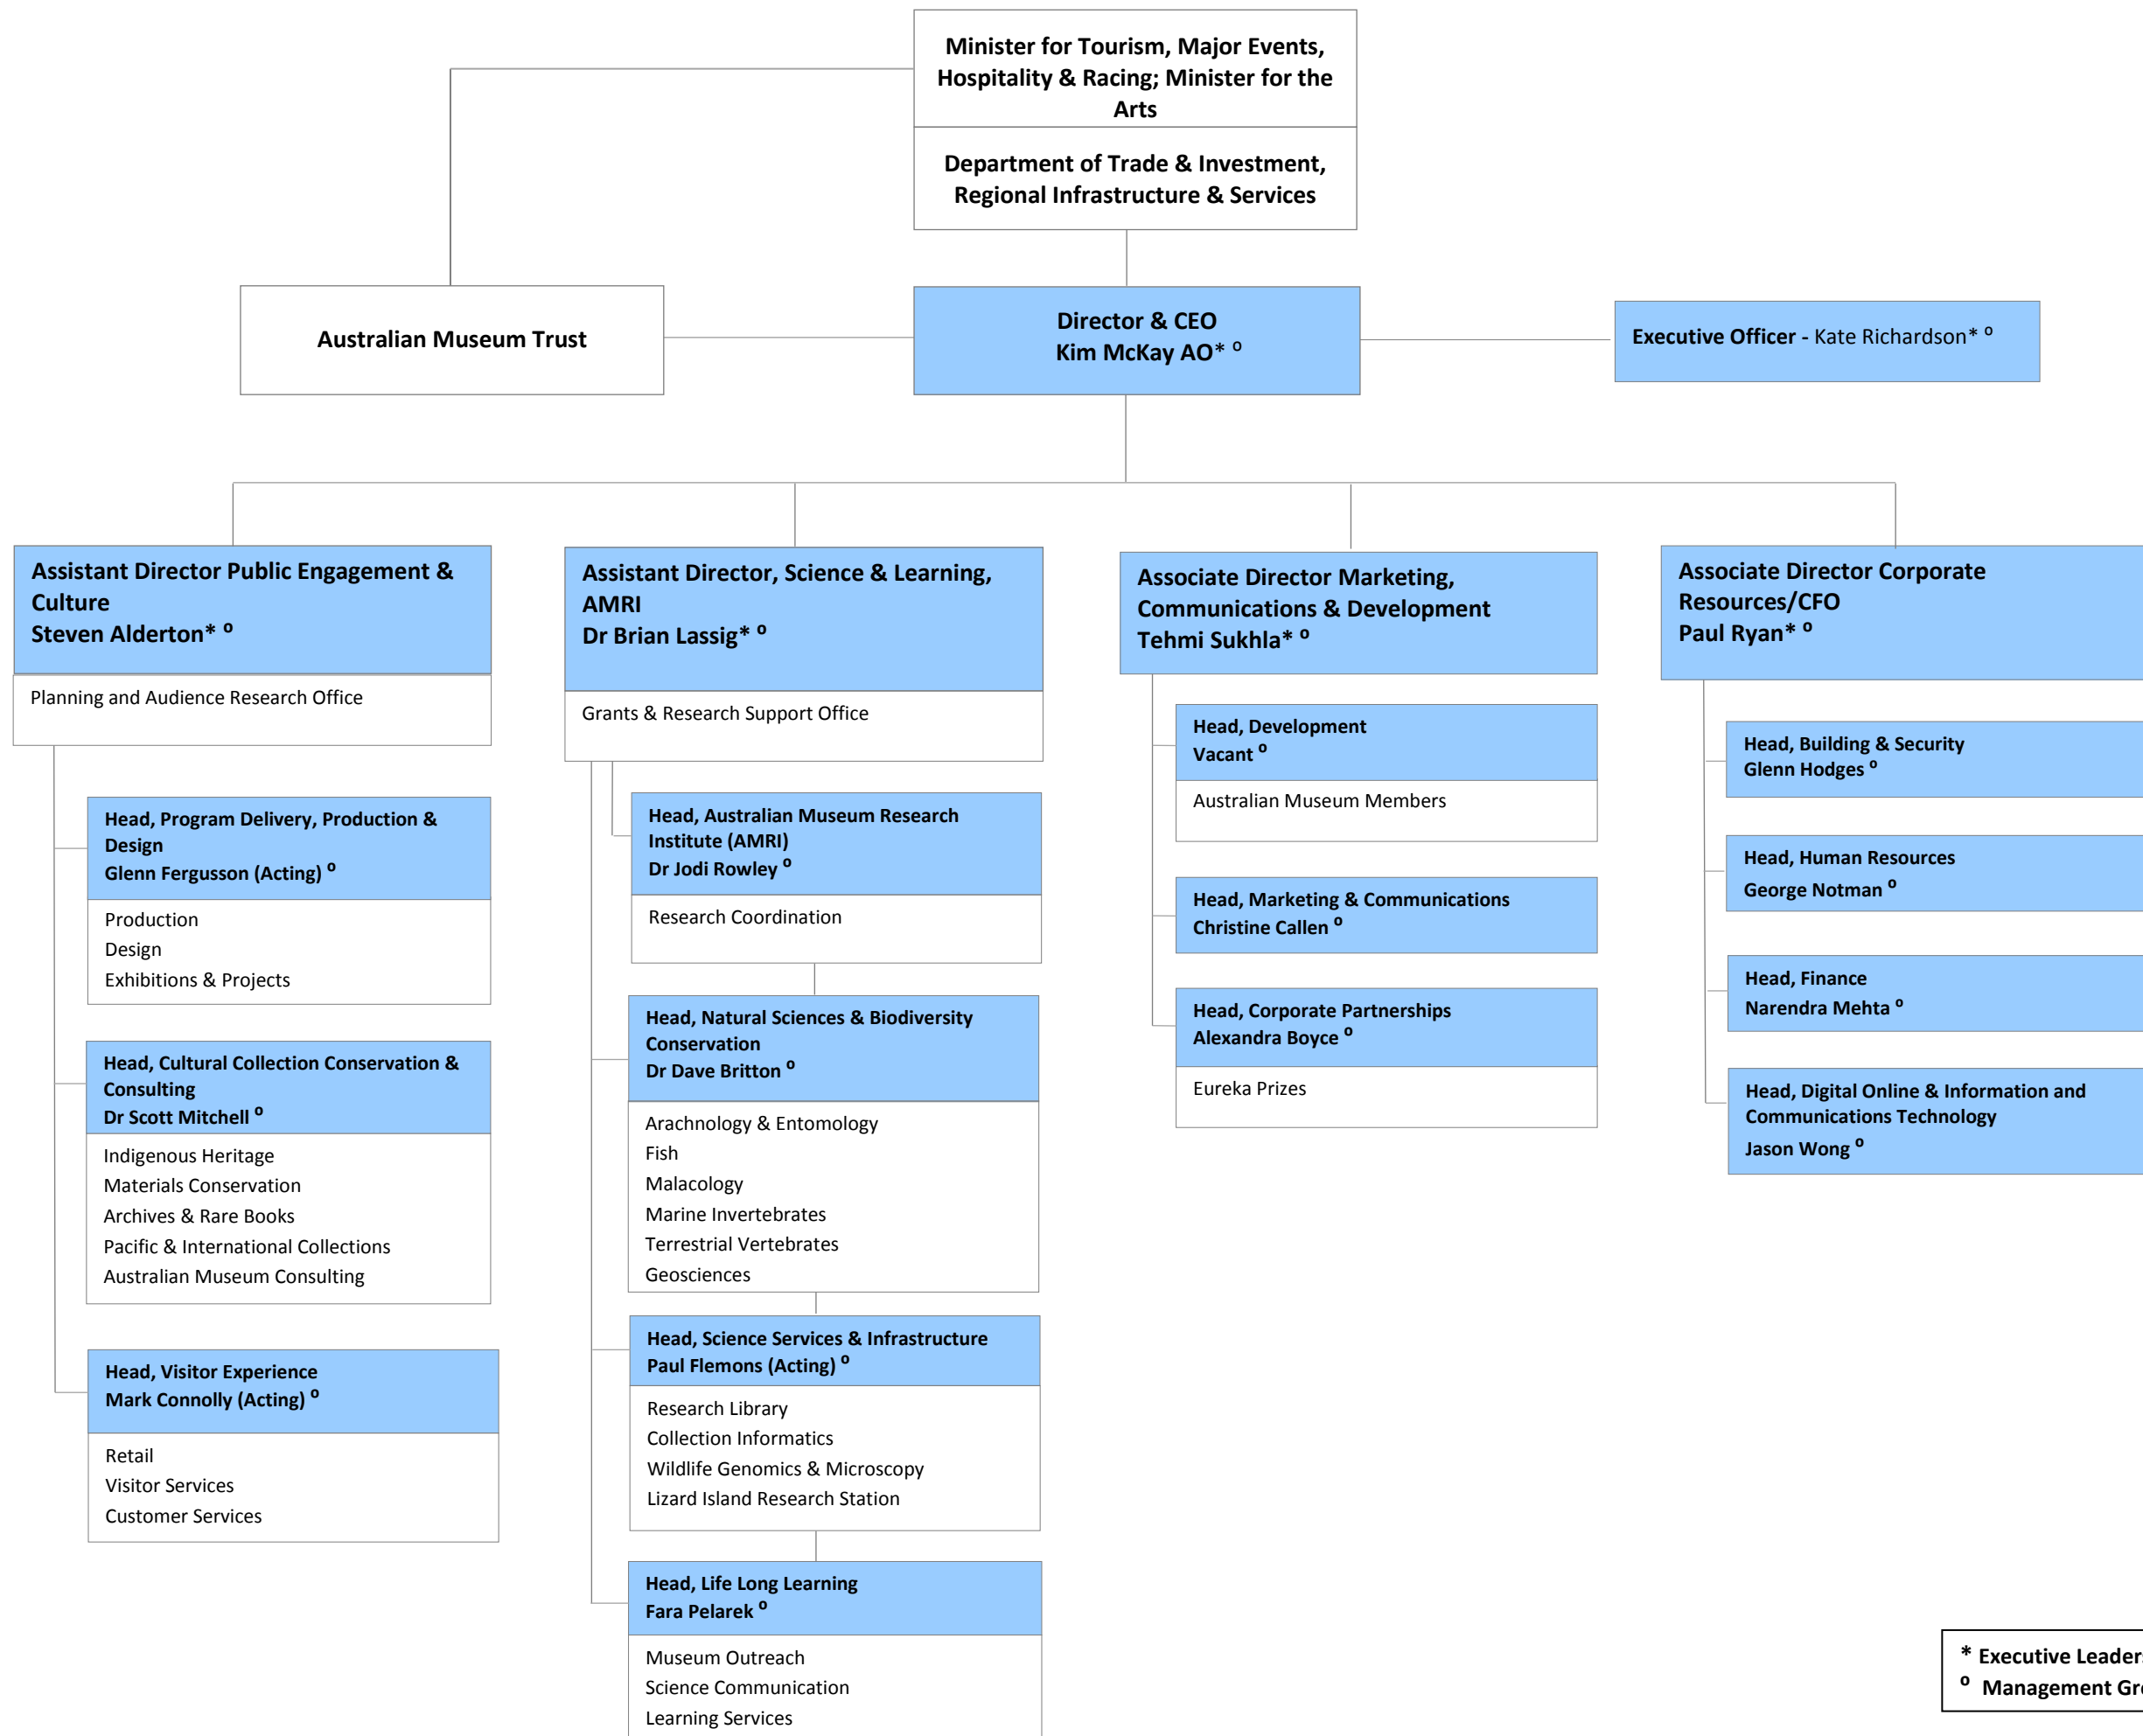 Minister for Tourism, Major Events,
Hospitality & Racing; Minister for the
Arts
Department of Trade & Investment,
Regional Infrastructure & Services
Australian Museum Trust
Director & CEO
Kim McKay AO* º
Executive Officer - Kate Richardson* º
Assistant Director Public Engagement &
Culture
Steven Alderton* º
Planning and Audience Research Office
Head, Program Delivery, Production &
Design
Glenn Fergusson (Acting) º
Production
Design
Exhibitions & Projects
Head, Cultural Collection Conservation &
Consulting
Dr Scott Mitchell º
Indigenous Heritage
Materials Conservation
Archives & Rare Books
Pacific & International Collections
Australian Museum Consulting
Head, Visitor Experience
Mark Connolly (Acting) º
Retail
Visitor Services
Customer Services
Assistant Director, Science & Learning,
AMRI
Dr Brian Lassig* º
Grants & Research Support Office
Head, Australian Museum Research
Institute (AMRI)
Dr Jodi Rowley º
Research Coordination
Head, Natural Sciences & Biodiversity
Conservation
Dr Dave Britton º
Arachnology & Entomology
Fish
Malacology
Marine Invertebrates
Terrestrial Vertebrates
Geosciences
Head, Science Services & Infrastructure
Paul Flemons (Acting) º
Research Library
Collection Informatics
Wildlife Genomics & Microscopy
Lizard Island Research Station
Head, Life Long Learning
Fara Pelarek º
Museum Outreach
Science Communication
Learning Services
Associate Director Marketing,
Communications & Development
Tehmi Sukhla* º
Head, Development
Vacant º
Australian Museum Members
Head, Marketing & Communications
Christine Callen º
Head, Corporate Partnerships
Alexandra Boyce º
Eureka Prizes
Associate Director Corporate
Resources/CFO
Paul Ryan* º
Head, Building & Security
Glenn Hodges º
Head, Human Resources
George Notman º
Head, Finance
Narendra Mehta º
Head, Digital Online & Information and
Communications Technology
Jason Wong º
* Executive
º Management